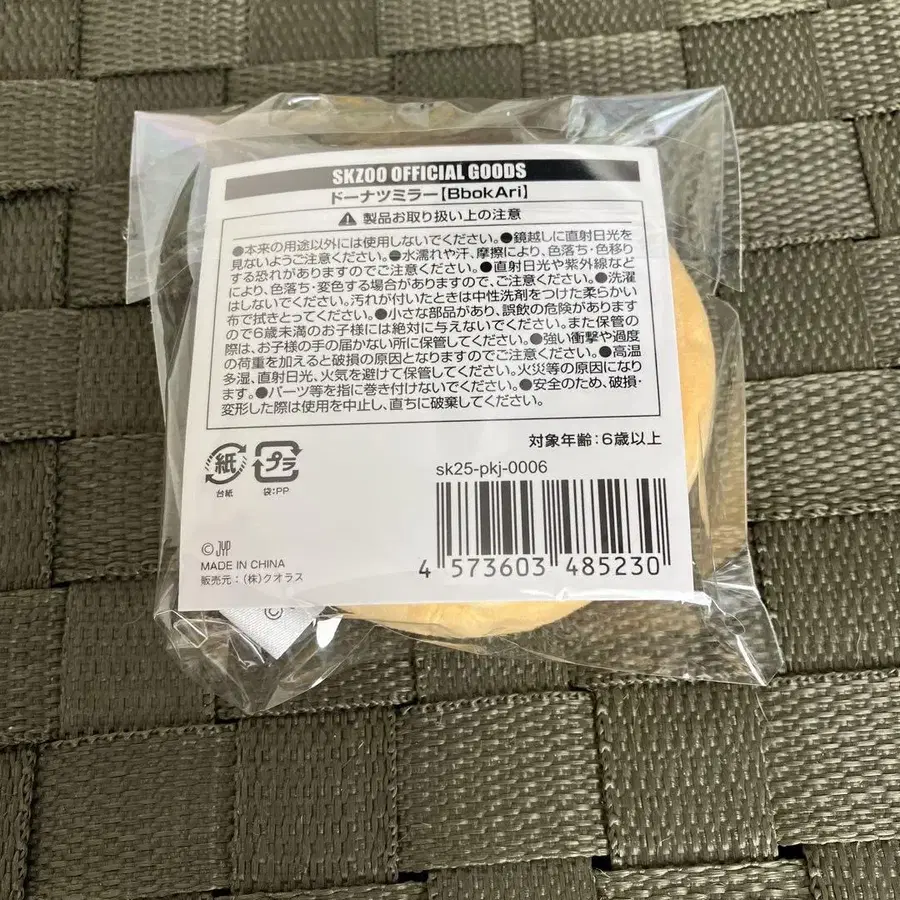 SKZOO OFFICIAL GOODS
ドーナツミラー【BbokAri】
製品お取り扱い上の注意
●本来の用途以外には使用しないでください。●鏡越しに直射日光を
見ないようご注意ください。●水濡れや汗、摩擦により、色落ち・色移り
する恐れがありますのでご注意ください。●直射日光や紫外線など
により、色落ち・変色する場合がありますので、ご注意ください。●洗濯
はしないでください。汚れが付いたときは中性洗剤をつけた柔らかい
布で拭きとってください。●小さな部品があり、誤飲の危険があります
ので6歳未満のお子様には絶対に与えないでください。また保管の
際は、お子様の手の届かない所に保管してください。●強い衝撃や過度
の荷重を加えると破損の原因となりますのでご注意ください。●高温
多湿、直射日光、火気を避けて保管してください。火災等の原因になり
ます。●パーツ等を指に巻き付けないでください。●安全のため、破損・
変形した際は使用を中止し、直ちに破棄してください。
対象年齢：6歳以上
紙
台紙
プラ
袋:PP
sk25-pkj-0006
4 573603 485230
© JYP
MADE IN CHINA
販売元：(株)クオラス
©